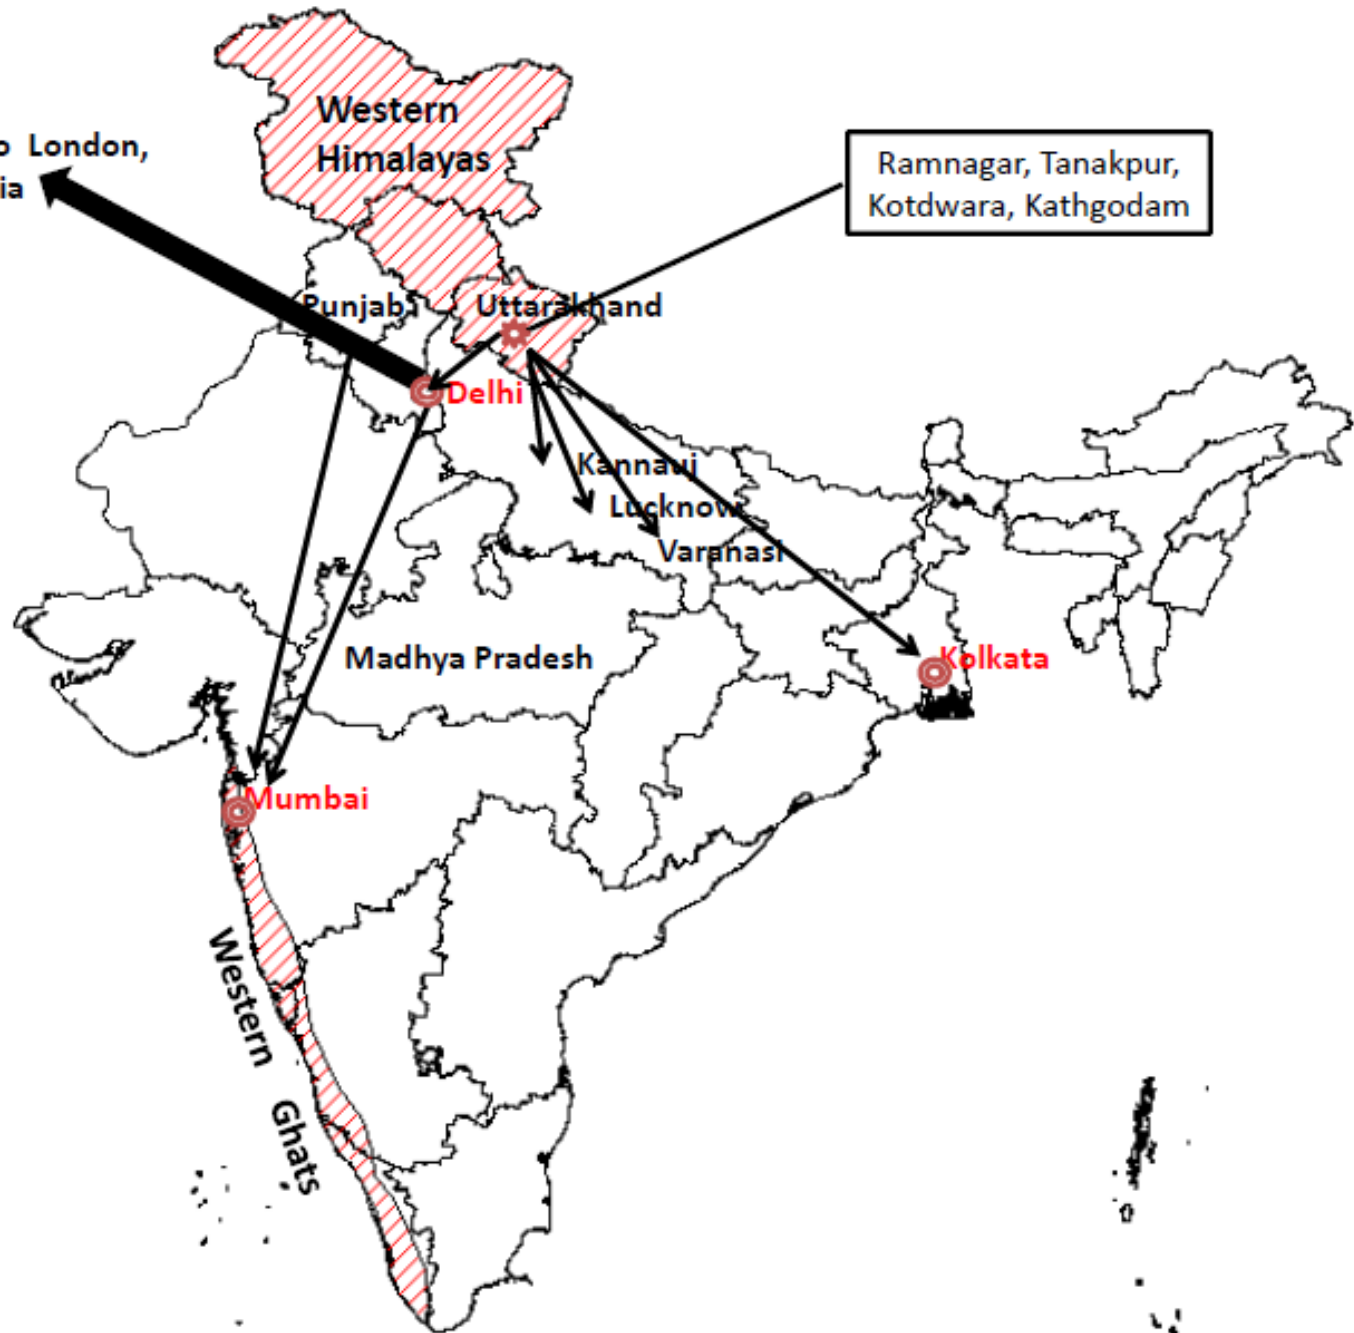 Western
Himalayas
London,
Ramnagar, Tanakpur,
Kotdwara, Kathgodam
Punjab
Uttarakhand
Delhi
Kannauj
Lucknow
Varanasi
Madhya Pradesh
Kolkata
Mumbai
Western Ghats